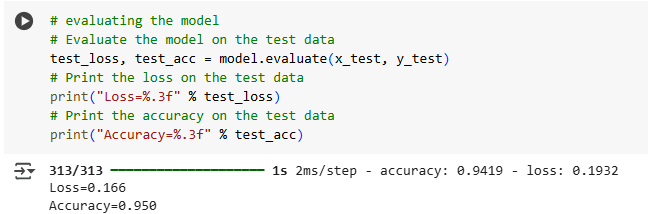 # evaluating the model
# Evaluate the model on the test data
test_loss, test_acc = model.evaluate(x_test, y_test)
# Print the loss on the test data
print("Loss=%.3f" % test_loss)
# Print the accuracy on the test data
print("Accuracy=%.3f" % test_acc)
313/313 ━━━━━━━━━━━━━━━━━━━━ 1s 2ms/step - accuracy: 0.9419 - loss: 0.1932
Loss=0.166
Accuracy=0.950